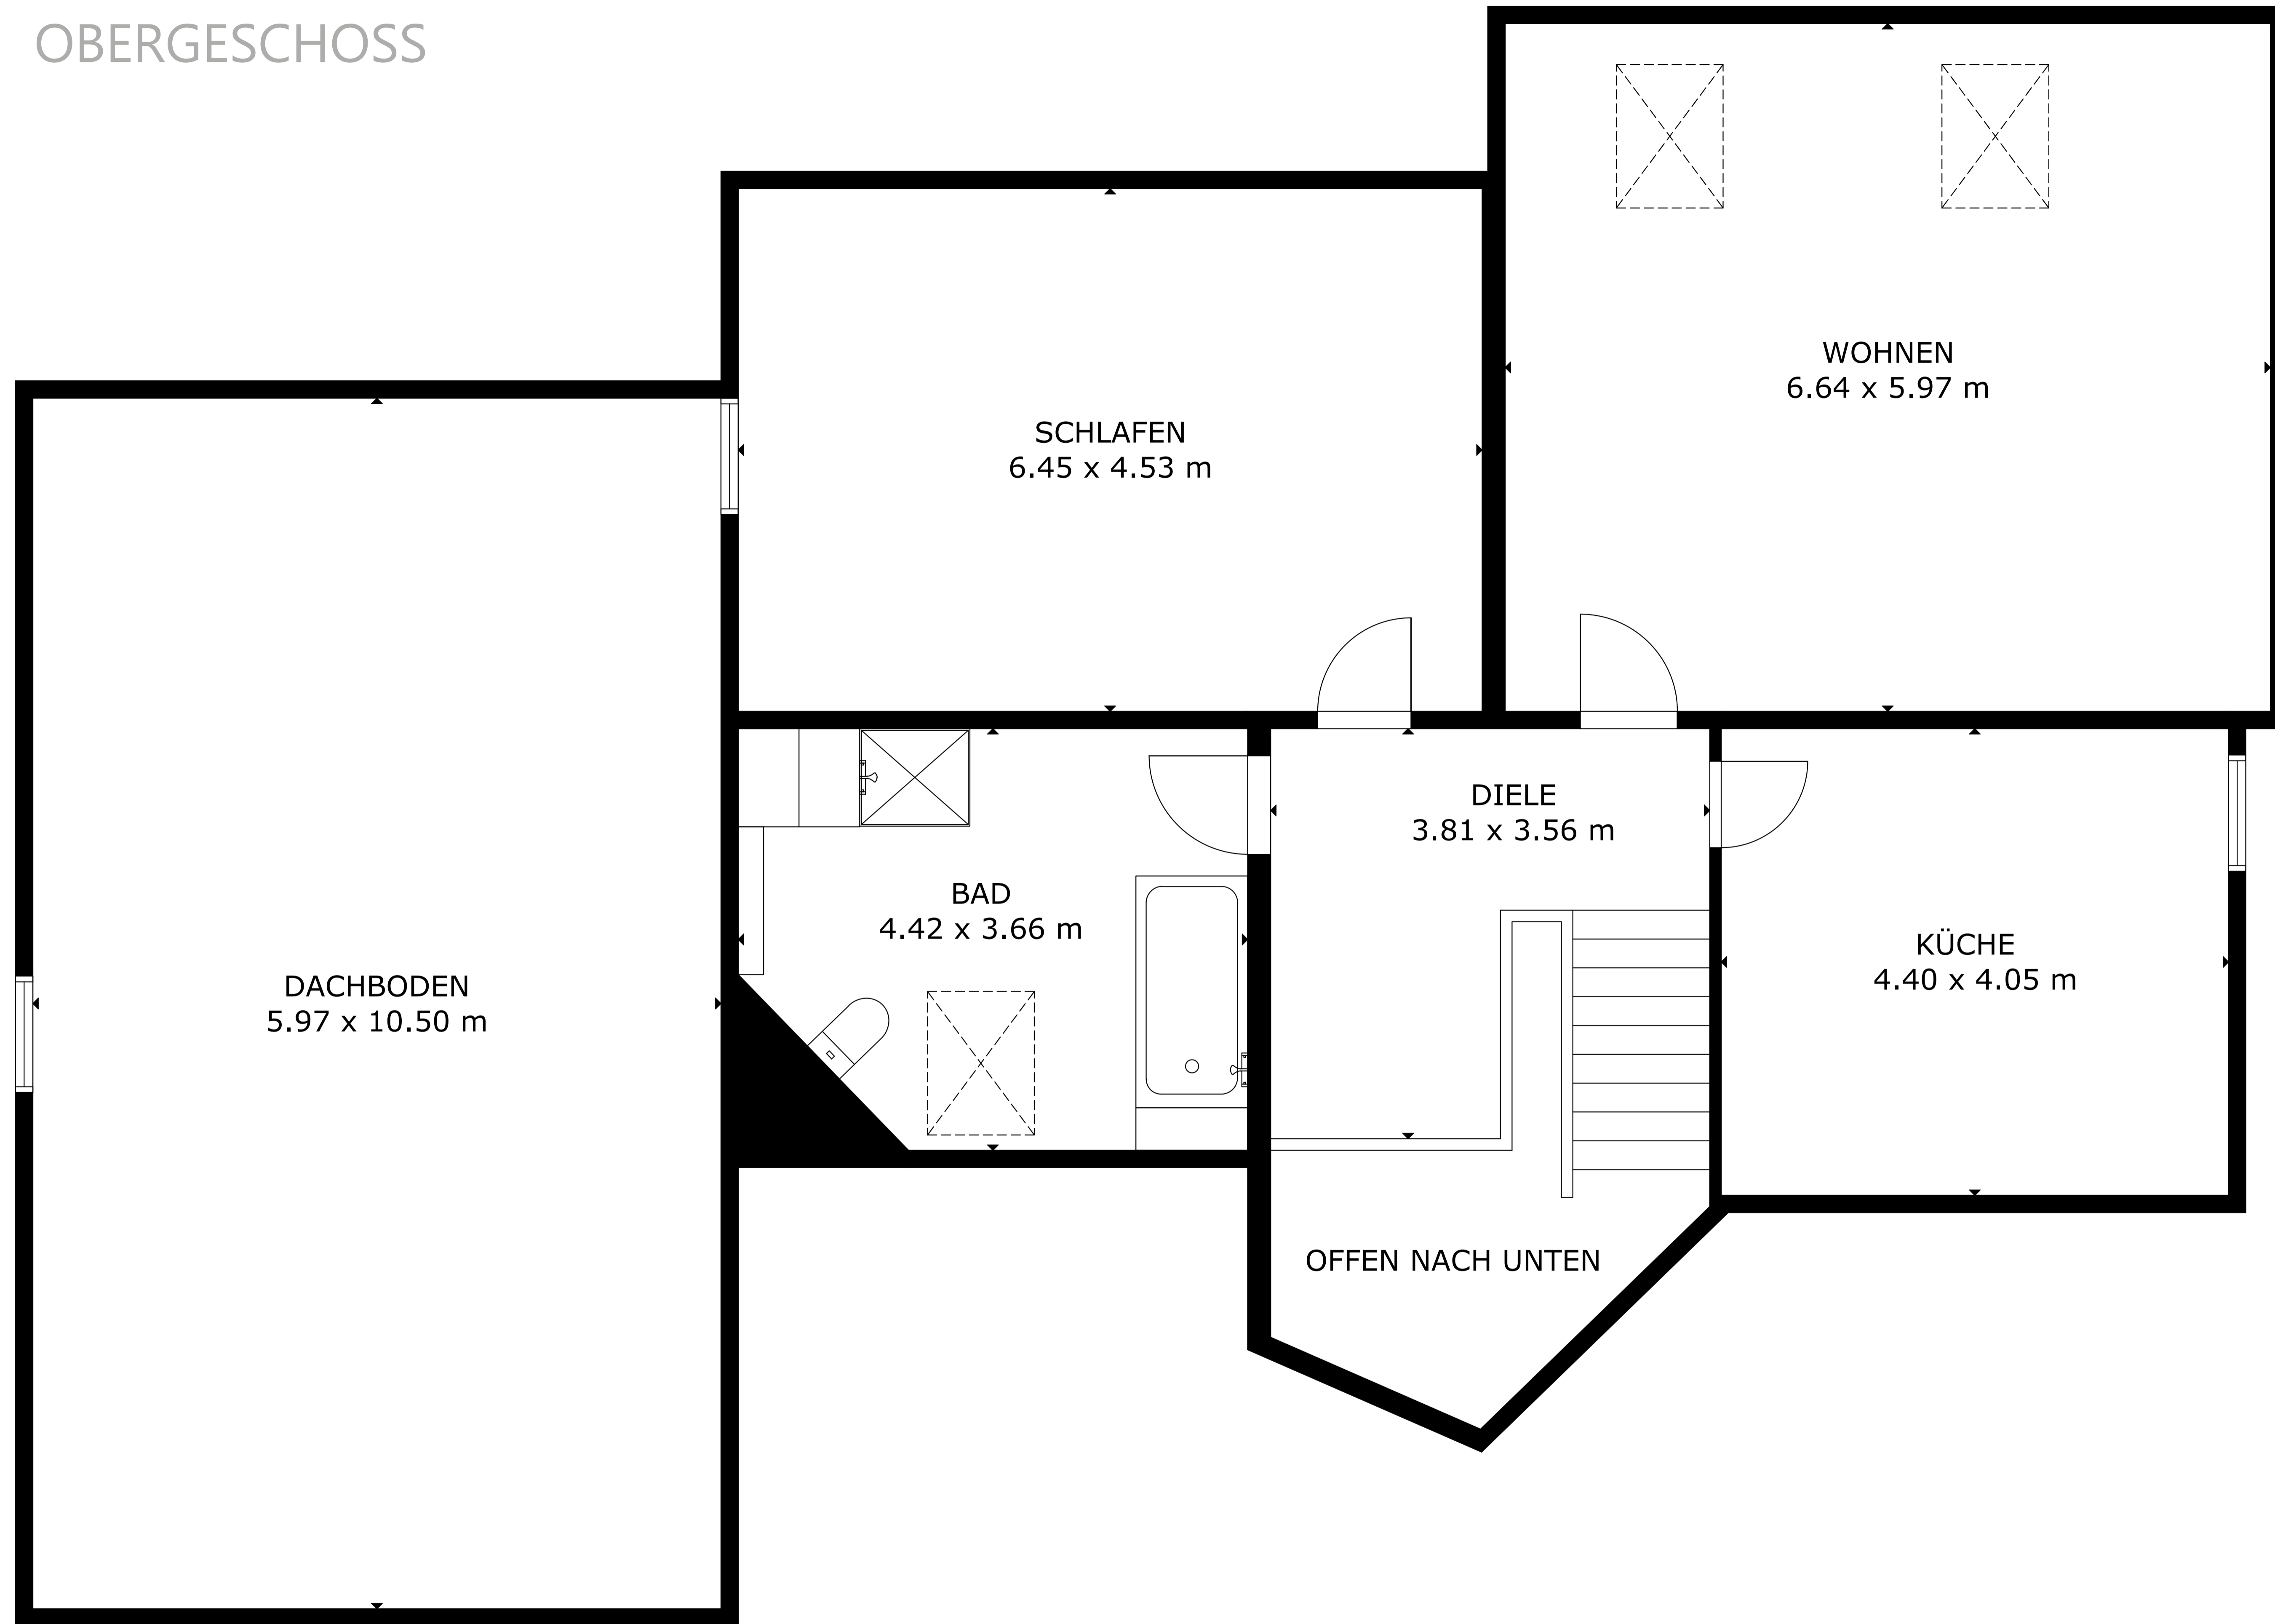 OBERGESCHOSS
WOHNEN
6.64 x 5.97 m
SCHLAFEN
6.45 x 4.53 m
DIELE
3.81 x 3.56 m
BAD
4.42 x 3.66 m
KÜCHE
4.40 x 4.05 m
DACHBODEN
5.97 x 10.50 m
OFFEN NACH UNTEN